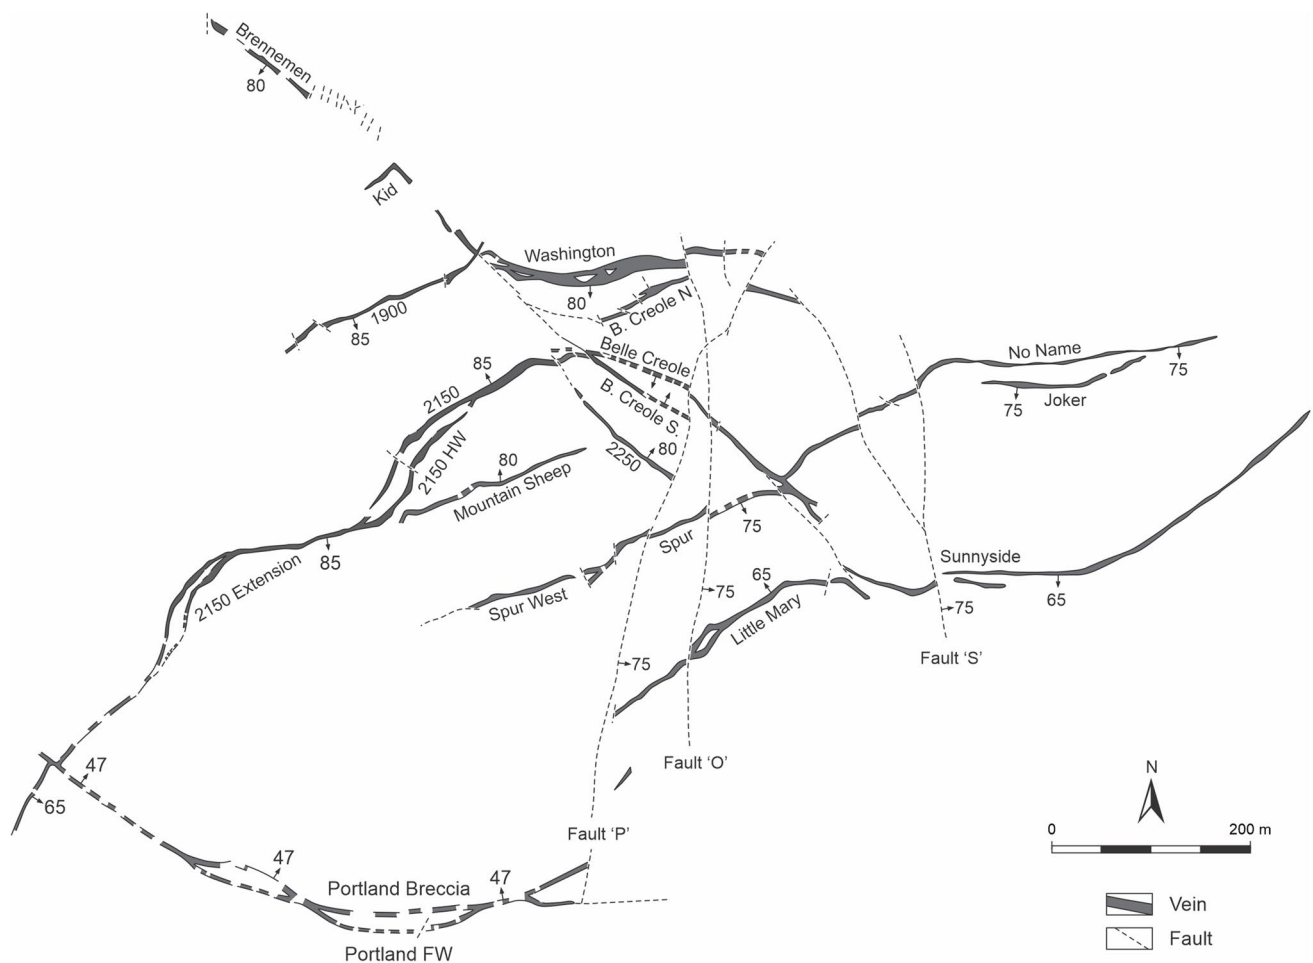 Brennemen
80
Kid
Washington
80
1900
85
B. Creole N
Belle Creole
B. Creole S.
85
2150
2150 HW
2250
80
80
Mountain Sheep
No Name
75
75
Joker
2150 Extension
85
Spur
75
Spur West
75
65
Little Mary
Sunnyside
65
75
Fault 'S'
75
47
65
Fault 'O'
Fault 'P'
47
Portland Breccia
47
Portland FW
N
0
200 m
Vein
Fault